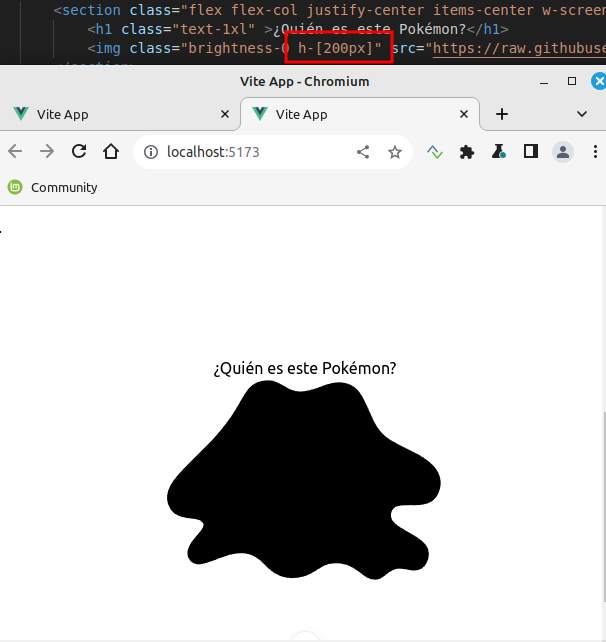 <section class="flex flex-col justify-center items-center w-screen
<h1 class="text-1xl" >¿Quién es este Pokémon?</h1>
<img class="brightness-0 h-[200px]" src="https://raw.githubuse
Vite App - Chromium
Vite App
Vite App
localhost:5173
Community
¿Quién es este Pokémon?